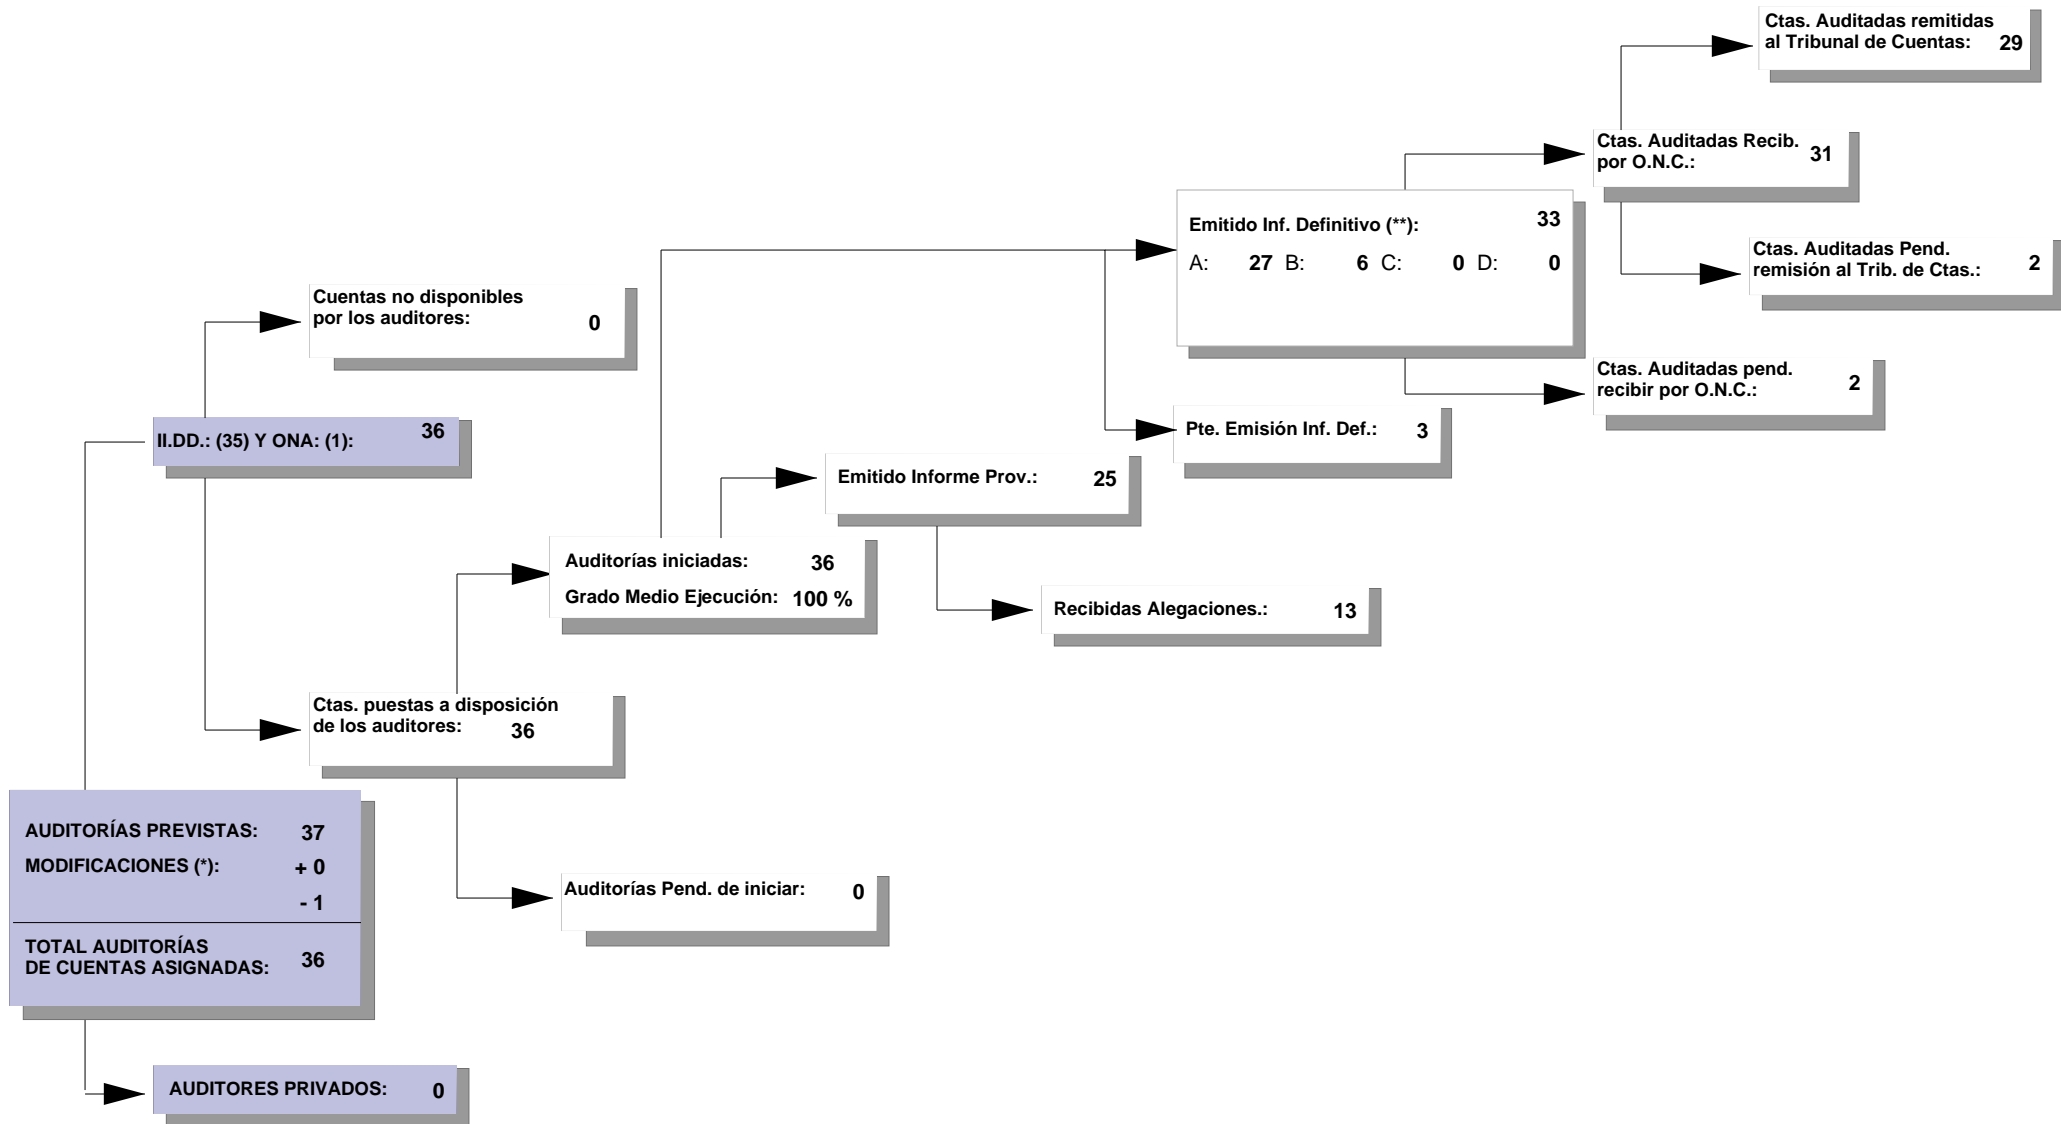 Ctas. Auditadas remitidas
al Tribunal de Cuentas: 29
Ctas. Auditadas Recib.
por O.N.C.: 31
Emitido Inf. Definitivo (**): 33
A: 27 B: 6 C: 0 D: 0
Ctas. Auditadas Pend.
remisión al Trib. de Ctas.: 2
Cuentas no disponibles
por los auditores: 0
Ctas. Auditadas pend.
recibir por O.N.C.: 2
II.DD.: (35) Y ONA: (1): 36
Pte. Emisión Inf. Def.: 3
Emitido Informe Prov.: 25
Auditorías iniciadas: 36
Grado Medio Ejecución: 100 %
Recibidas Alegaciones.: 13
Ctas. puestas a disposición
de los auditores: 36
AUDITORÍAS PREVISTAS: 37
MODIFICACIONES (*): + 0
- 1
Auditorías Pend. de iniciar: 0
TOTAL AUDITORÍAS
DE CUENTAS ASIGNADAS: 36
AUDITORES PRIVADOS: 0